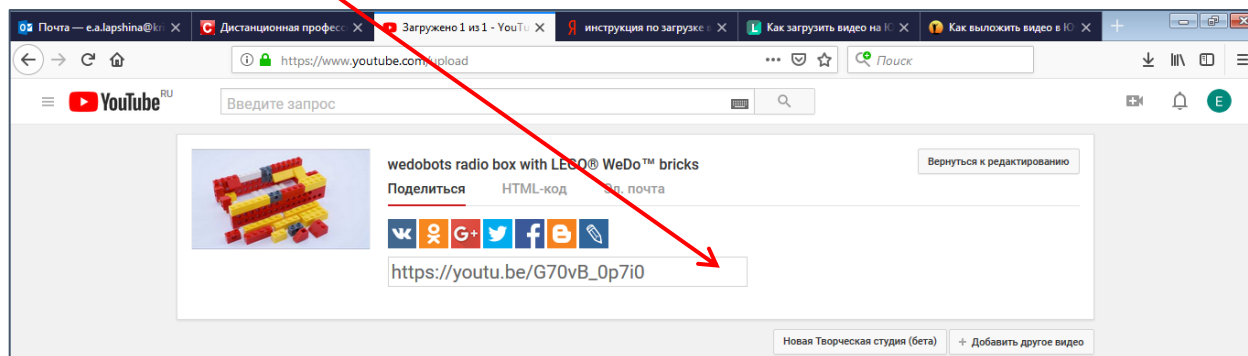 Почта — e.a.lapshina@kri
Дистанционная професс
Загружено 1 из 1 - YouTu
инструкция по загрузке в
Как загрузить видео на Ю
Как выложить видео в Ю
https://www.youtube.com/upload
Поиск
YouTube RU
Введите запрос
E
wedobots radio box with LEGO® WeDo™ bricks
Вернуться к редактированию
Поделиться HTML-код Эл. почта
https://youtu.be/G70vB_0p7i0
Новая Творческая студия (бета) + Добавить другое видео